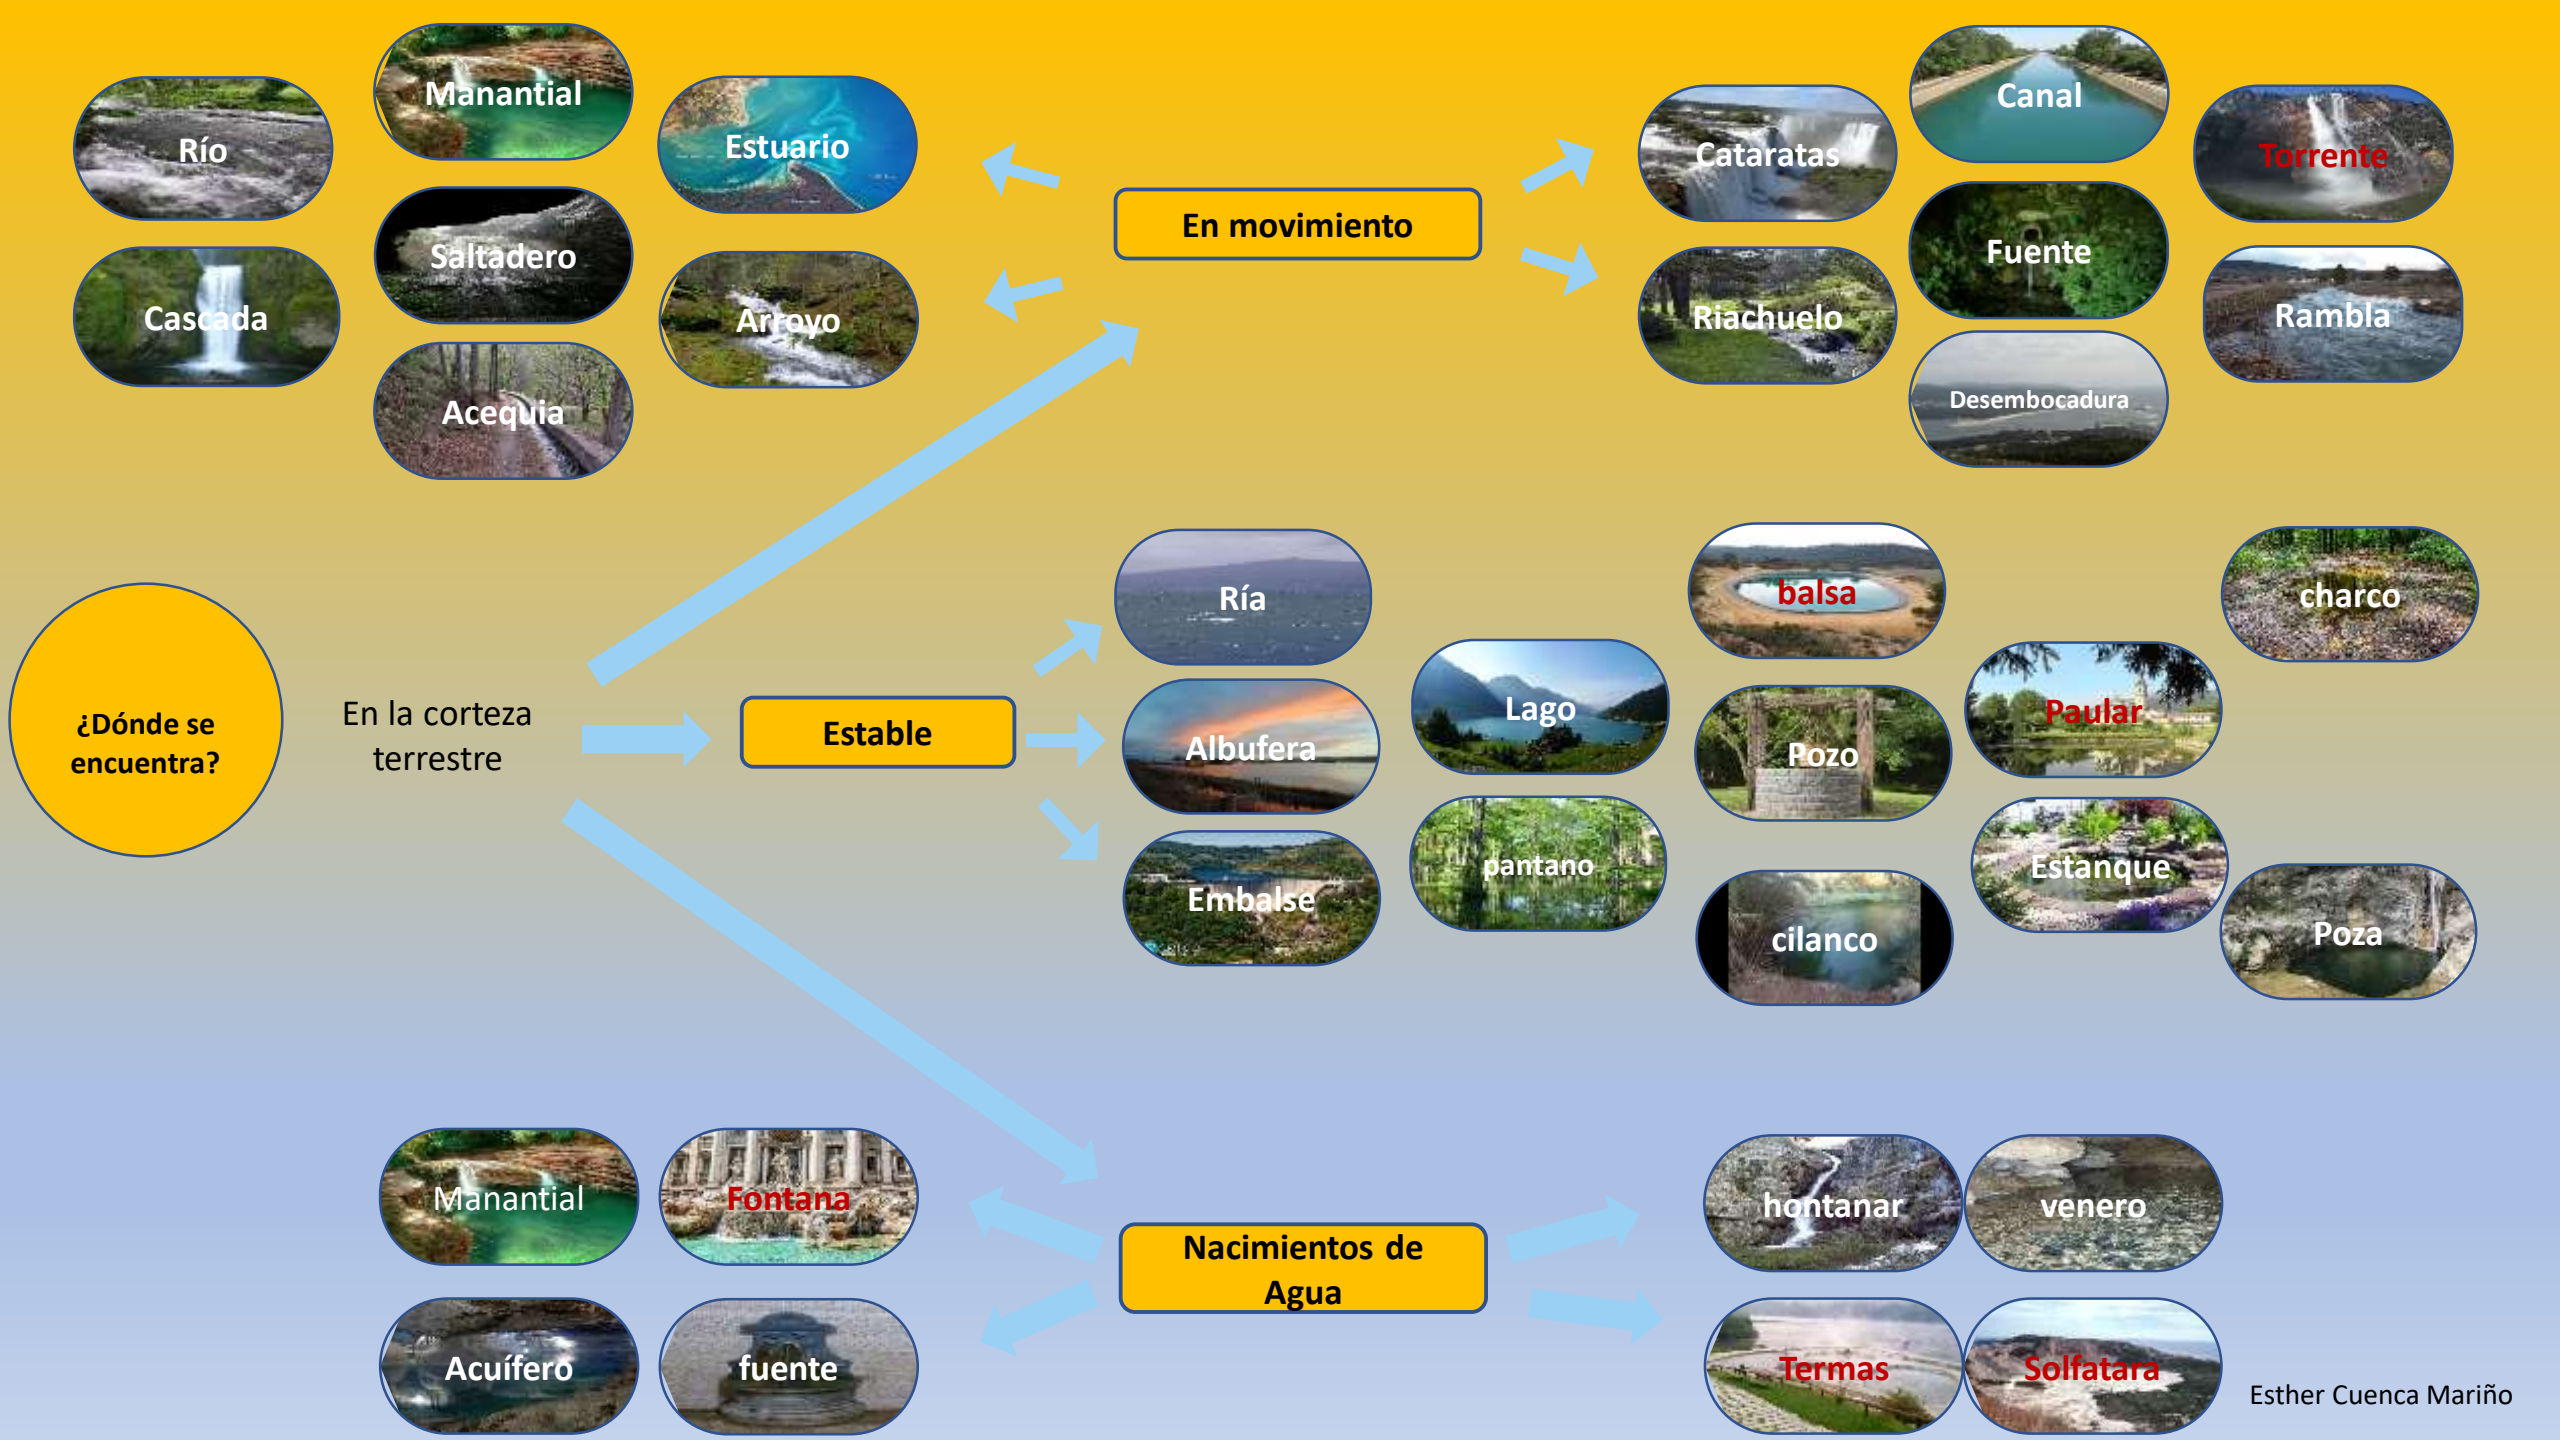 Manantial
Río
Estuario
Saltadero
Cascada
Arroyo
Acequia
En movimiento
Canal
Cataratas
Torrente
Fuente
Riachuelo
Rambla
Desembocadura
¿Dónde se
encuentra?
En la corteza
terrestre
Estable
Ría
Albufera
Embalse
Lago
pantano
balsa
Pozo
cilanco
Paular
Estanque
charco
Poza
Manantial
Fontana
Acuífero
fuente
Nacimientos de
Agua
hontanar
venero
Termas
Solfatara
Esther Cuenca Mariño